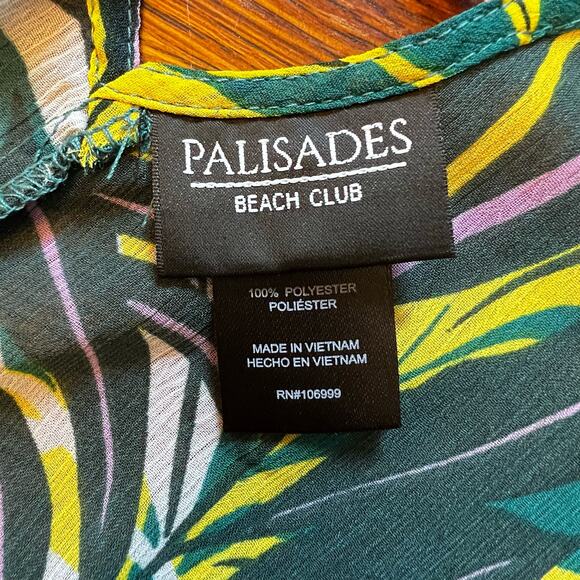 PALISADES
BEACH CLUB
100% POLYESTER
POLIÉSTER
MADE IN VIETNAM
HECHO EN VIETNAM
RN#106999